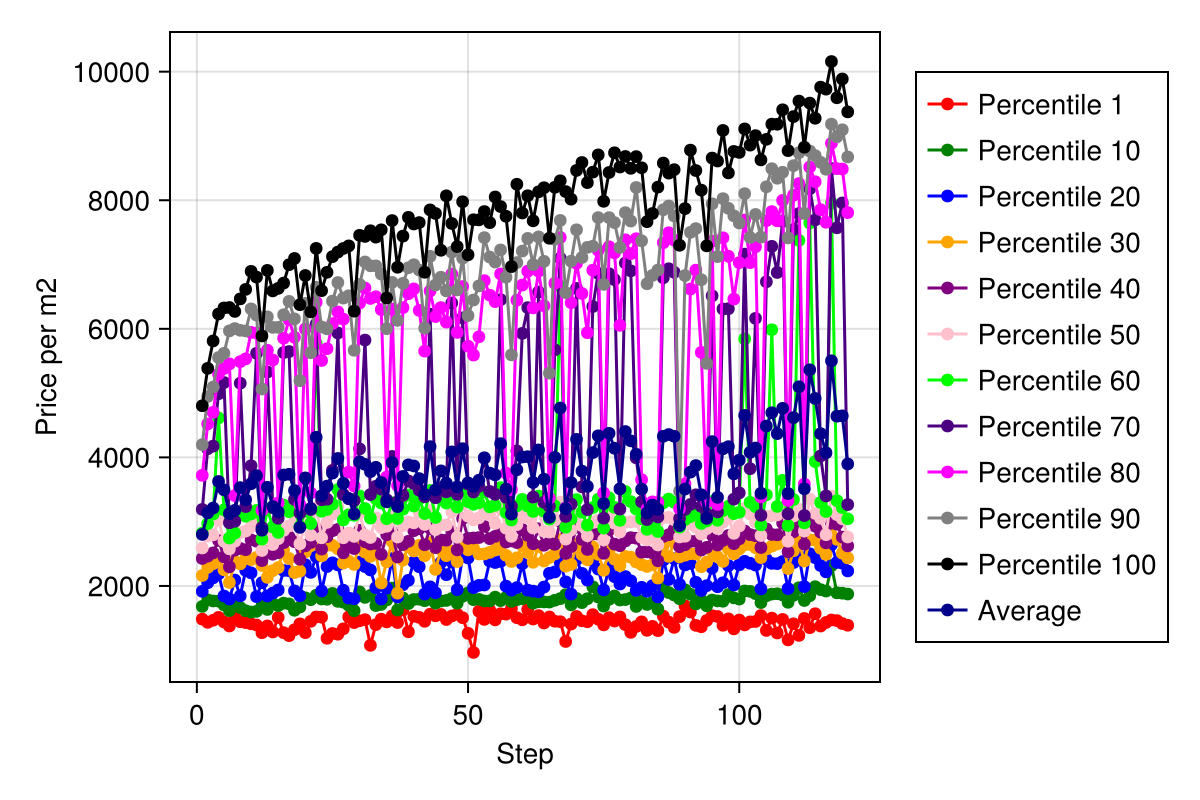 10000
8000
6000
4000
2000
Price per m2
0
50
100
Step
Percentile 1
Percentile 10
Percentile 20
Percentile 30
Percentile 40
Percentile 50
Percentile 60
Percentile 70
Percentile 80
Percentile 90
Percentile 100
Average